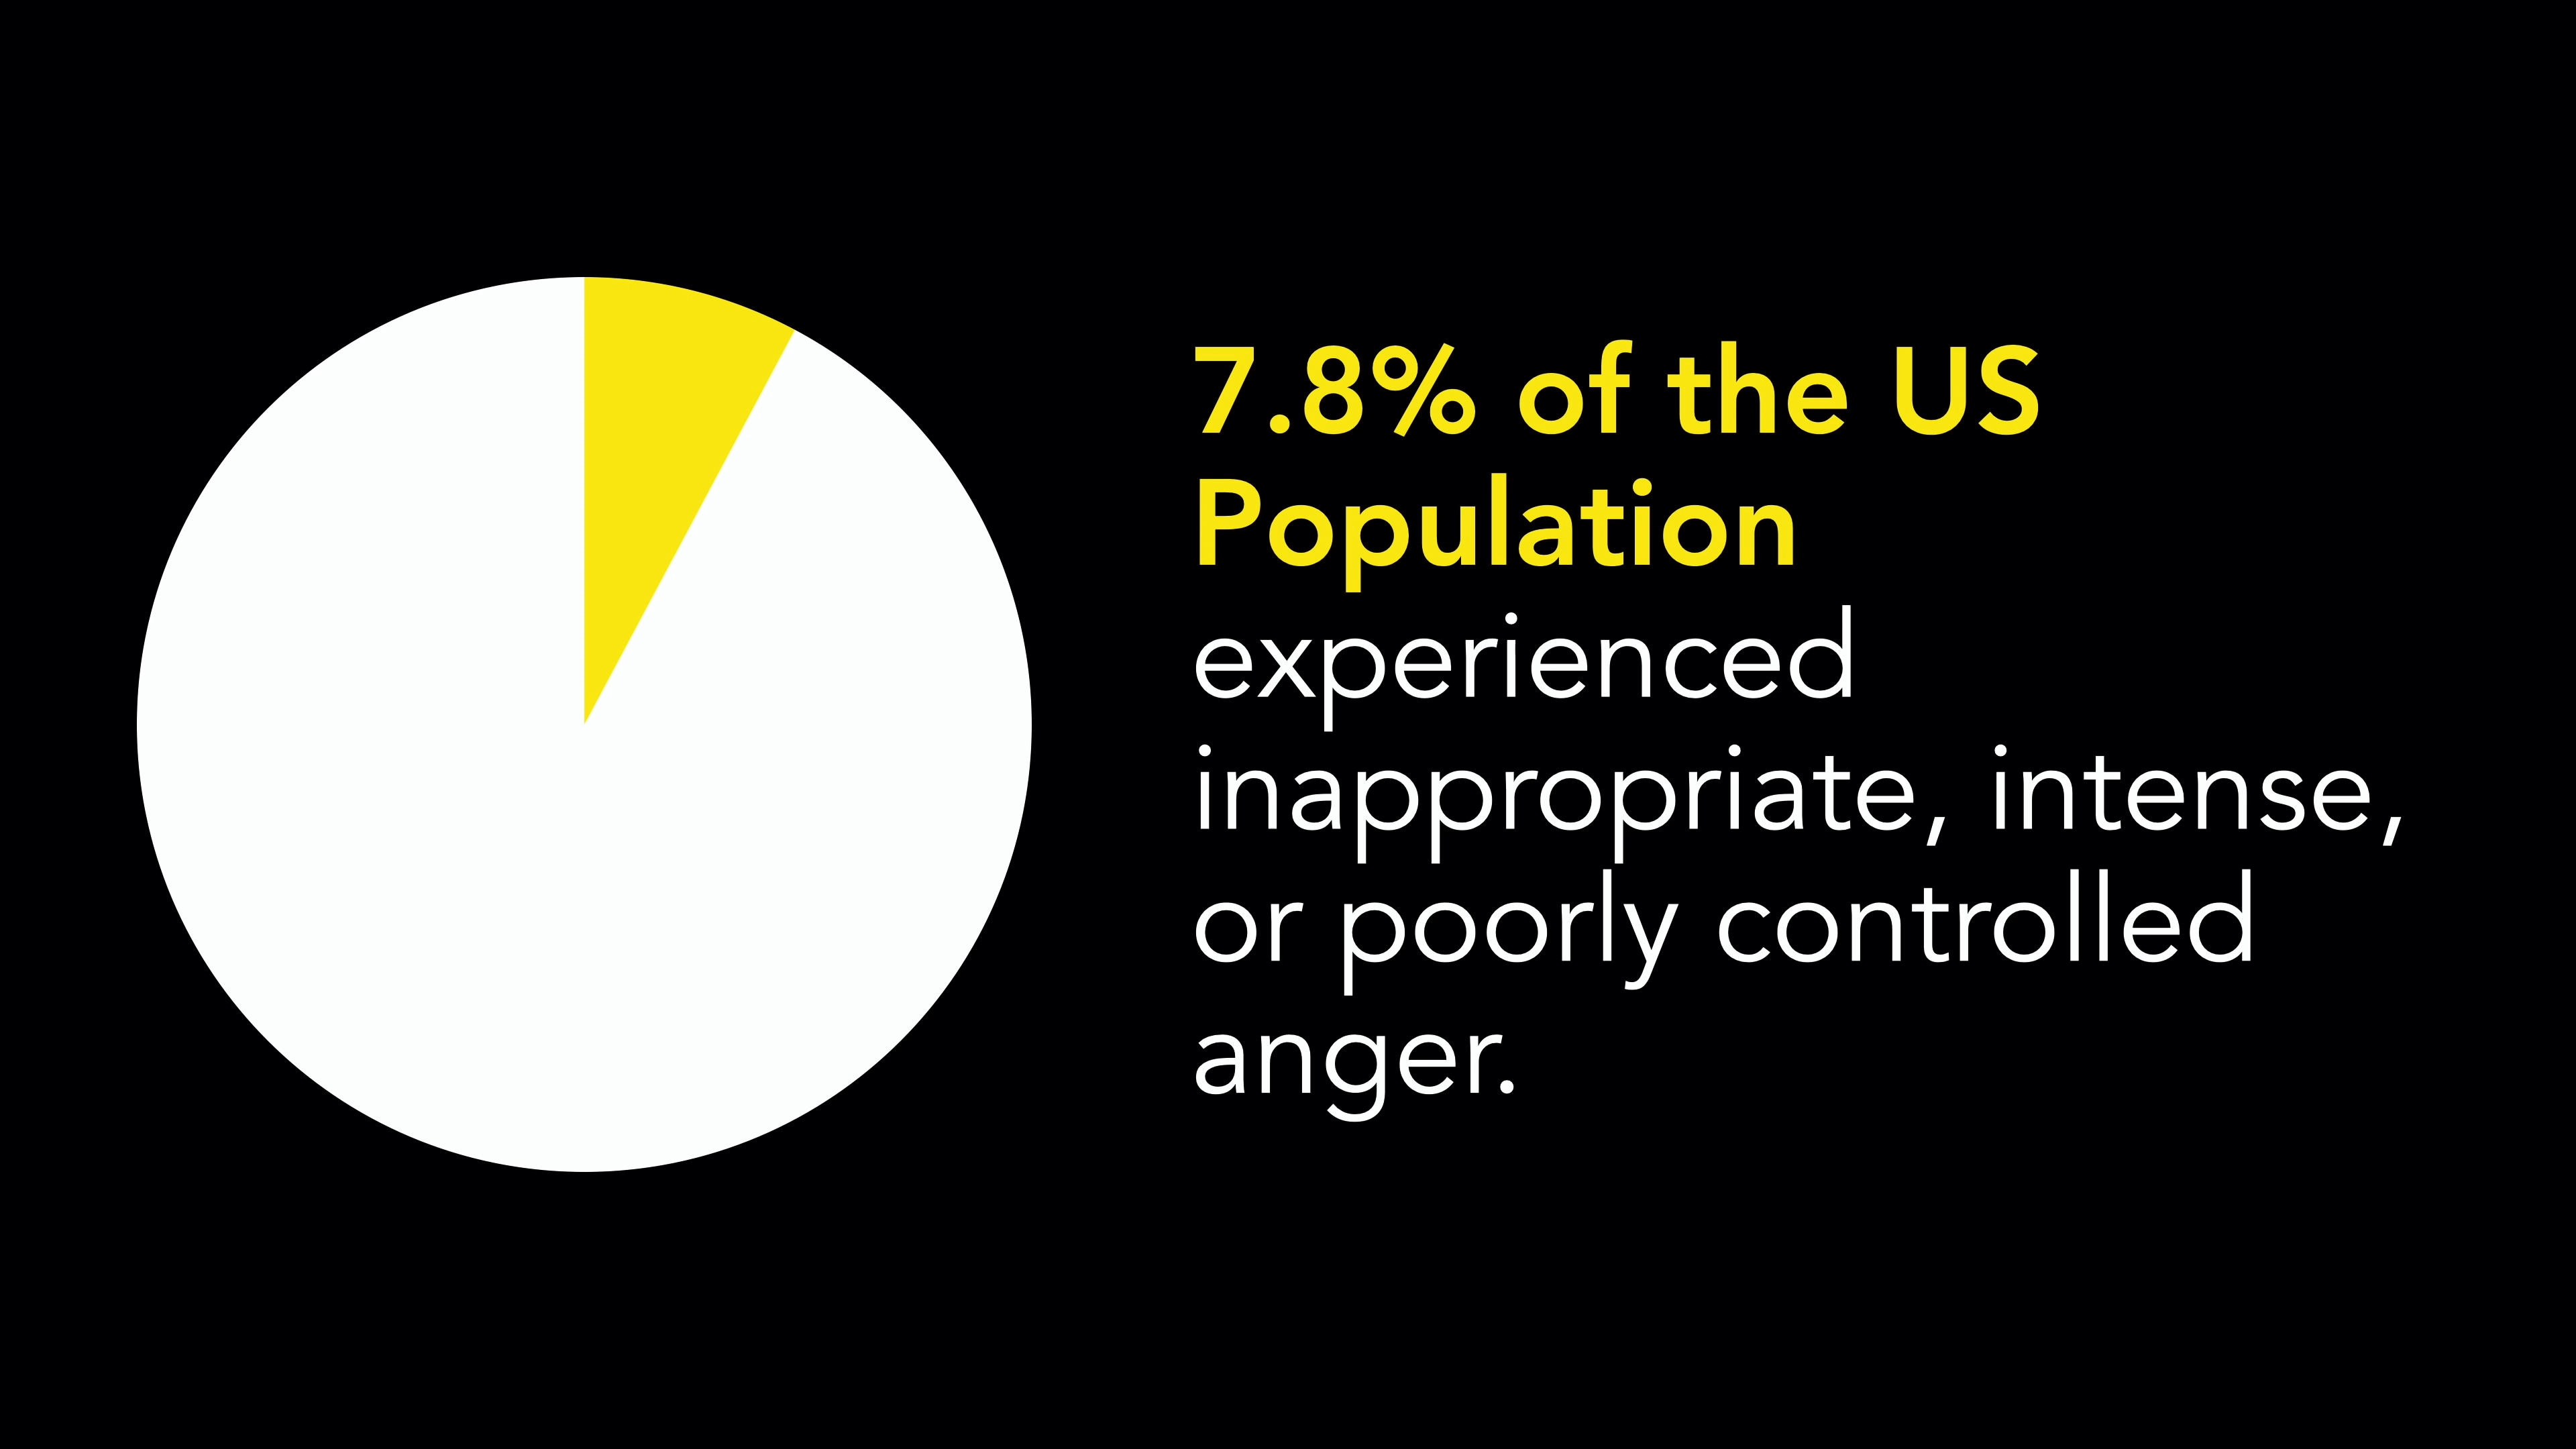 7.8% of the US
Population
experienced
inappropriate, intense,
or poorly controlled
anger.